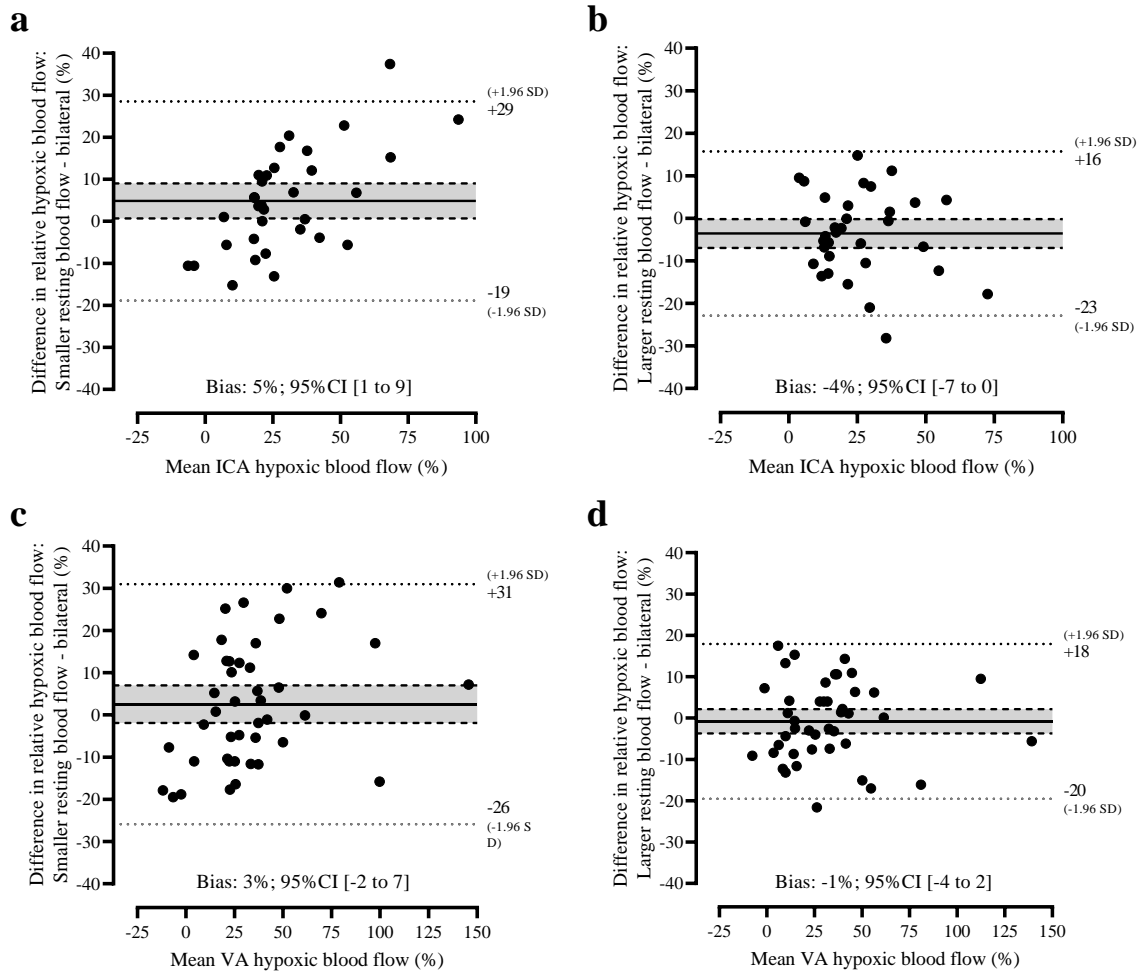 a
Difference in relative hypoxic blood flow:
Smaller resting blood flow - bilateral (%)
40
30
20
10
0
-10
-20
-30
-40
(+1.96 SD)
+29
-19
(-1.96 SD)
Bias: 5%; 95%CI [1 to 9]
-25
0
25
50
75
100
Mean ICA hypoxic blood flow (%)
b
Difference in relative hypoxic blood flow:
Larger resting blood flow - bilateral (%)
40
30
20
10
0
-10
-20
-30
-40
(+1.96 SD)
+16
-23
(-1.96 SD)
Bias: -4%; 95%CI [-7 to 0]
-25
0
25
50
75
100
Mean ICA hypoxic blood flow (%)
c
Difference in relative hypoxic blood flow:
Smaller resting blood flow - bilateral (%)
40
30
20
10
0
-10
-20
-30
-40
(+1.96 SD)
+31
-26
(-1.96 S
D)
Bias: 3%; 95%CI [-2 to 7]
-25
0
25
50
75
100
125
150
Mean VA hypoxic blood flow (%)
d
Difference in relative hypoxic blood flow:
Larger resting blood flow - bilateral (%)
40
30
20
10
0
-10
-20
-30
-40
(+1.96 SD)
+18
-20
(-1.96 SD)
Bias: -1%; 95%CI [-4 to 2]
-25
0
25
50
75
100
125
150
Mean VA hypoxic blood flow (%)